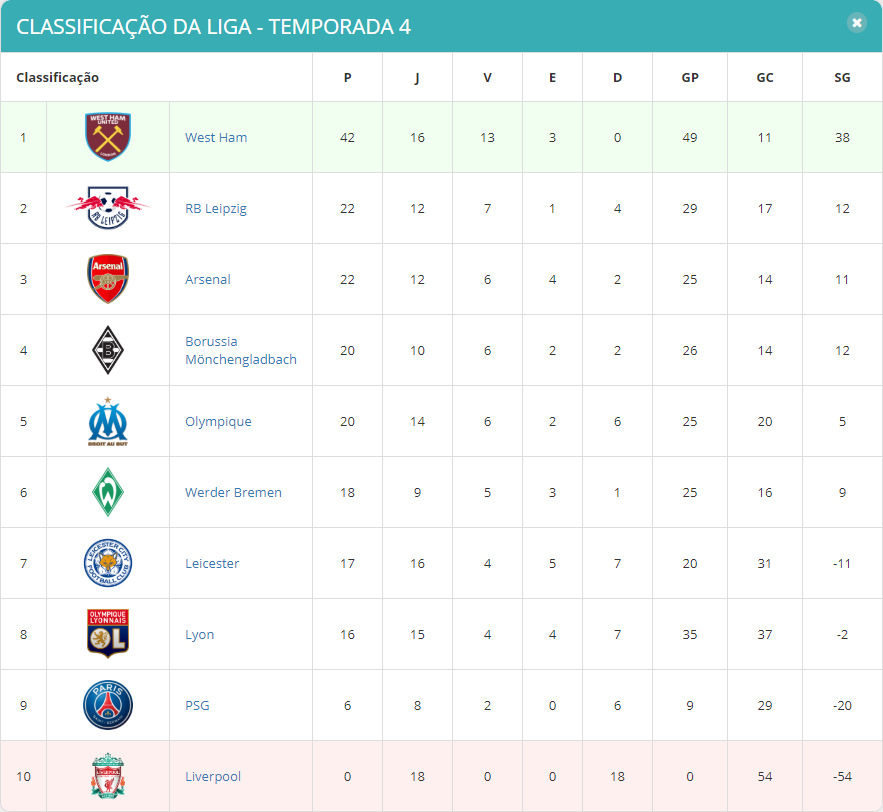 CLASSIFICAÇÃO DA LIGA - TEMPORADA 4
Classificação P J V E D GP GC SG
1 WEST HAM UNITED LONDON West Ham 42 16 13 3 0 49 11 38
2 RB LEIPZIG RB Leipzig 22 12 7 1 4 29 17 12
3 Arsenal Arsenal 22 12 6 4 2 25 14 11
4 B Borussia Mönchengladbach 20 10 6 2 2 26 14 12
5 DROIT AU BUT Olympique 20 14 6 2 6 25 20 5
6 W Werder Bremen 18 9 5 3 1 25 16 9
7 LEICESTER CITY FOOTBALL CLUB Leicester 17 16 4 5 7 20 31 -11
8 OLYMPIQUE LYONNAIS OL Lyon 16 15 4 4 7 35 37 -2
9 PARIS SAINT-GERMAIN PSG 6 8 2 0 6 9 29 -20
10 LIVERPOOL Liverpool 0 18 0 0 18 0 54 -54